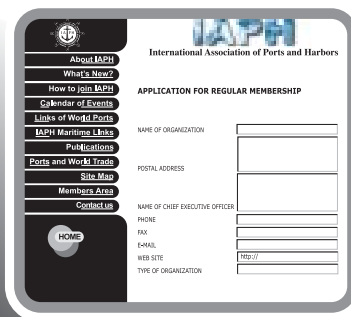 IAPH
IAPH
International Association of Ports and Harbors
About IAPH
What's New?
How to join IAPH
Calendar of Events
Links of World Ports
IAPH Maritime Links
Publications
Ports and World Trade
Site Map
Members Area
Contact us
HOME
APPLICATION FOR REGULAR MEMBERSHIP
NAME OF ORGANIZATION
POSTAL ADDRESS
NAME OF CHIEF EXECUTIVE OFFICER
PHONE
FAX
E-MAIL
WEB SITE
http://
TYPE OF ORGANIZATION